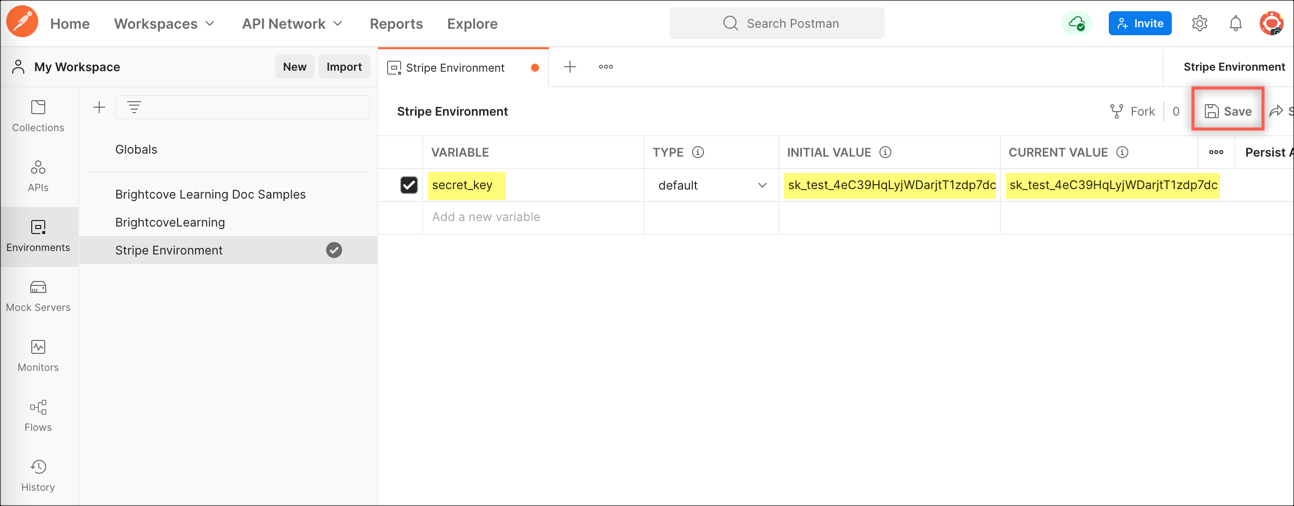 Home Workspaces API Network Reports Explore Search Postman Invite
My Workspace New Import Stripe Environment Stripe Environment
Collections
APIs
Environments
Mock Servers
Monitors
Flows
History
Globals
Brightcove Learning Doc Samples
BrightcoveLearning
Stripe Environment
Stripe Environment Fork 0 Save S
VARIABLE TYPE INITIAL VALUE CURRENT VALUE Persist A
secret_key default sk_test_4eC39HqLyjWDarjtT1zdp7dc sk_test_4eC39HqLyjWDarjtT1zdp7dc
Add a new variable